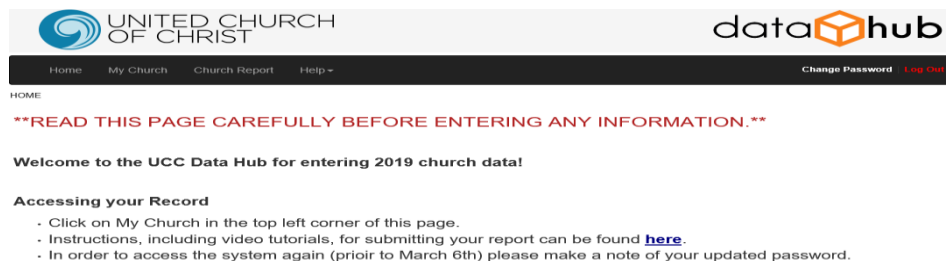 UNITED CHURCH
OF CHRIST
data hub
Home My Church Church Report Help
Change Password | Log Out
HOME
**READ THIS PAGE CAREFULLY BEFORE ENTERING ANY INFORMATION.**
Welcome to the UCC Data Hub for entering 2019 church data!
Accessing your Record
• Click on My Church in the top left corner of this page.
• Instructions, including video tutorials, for submitting your report can be found here.
• In order to access the system again (prioir to March 6th) please make a note of your updated password.